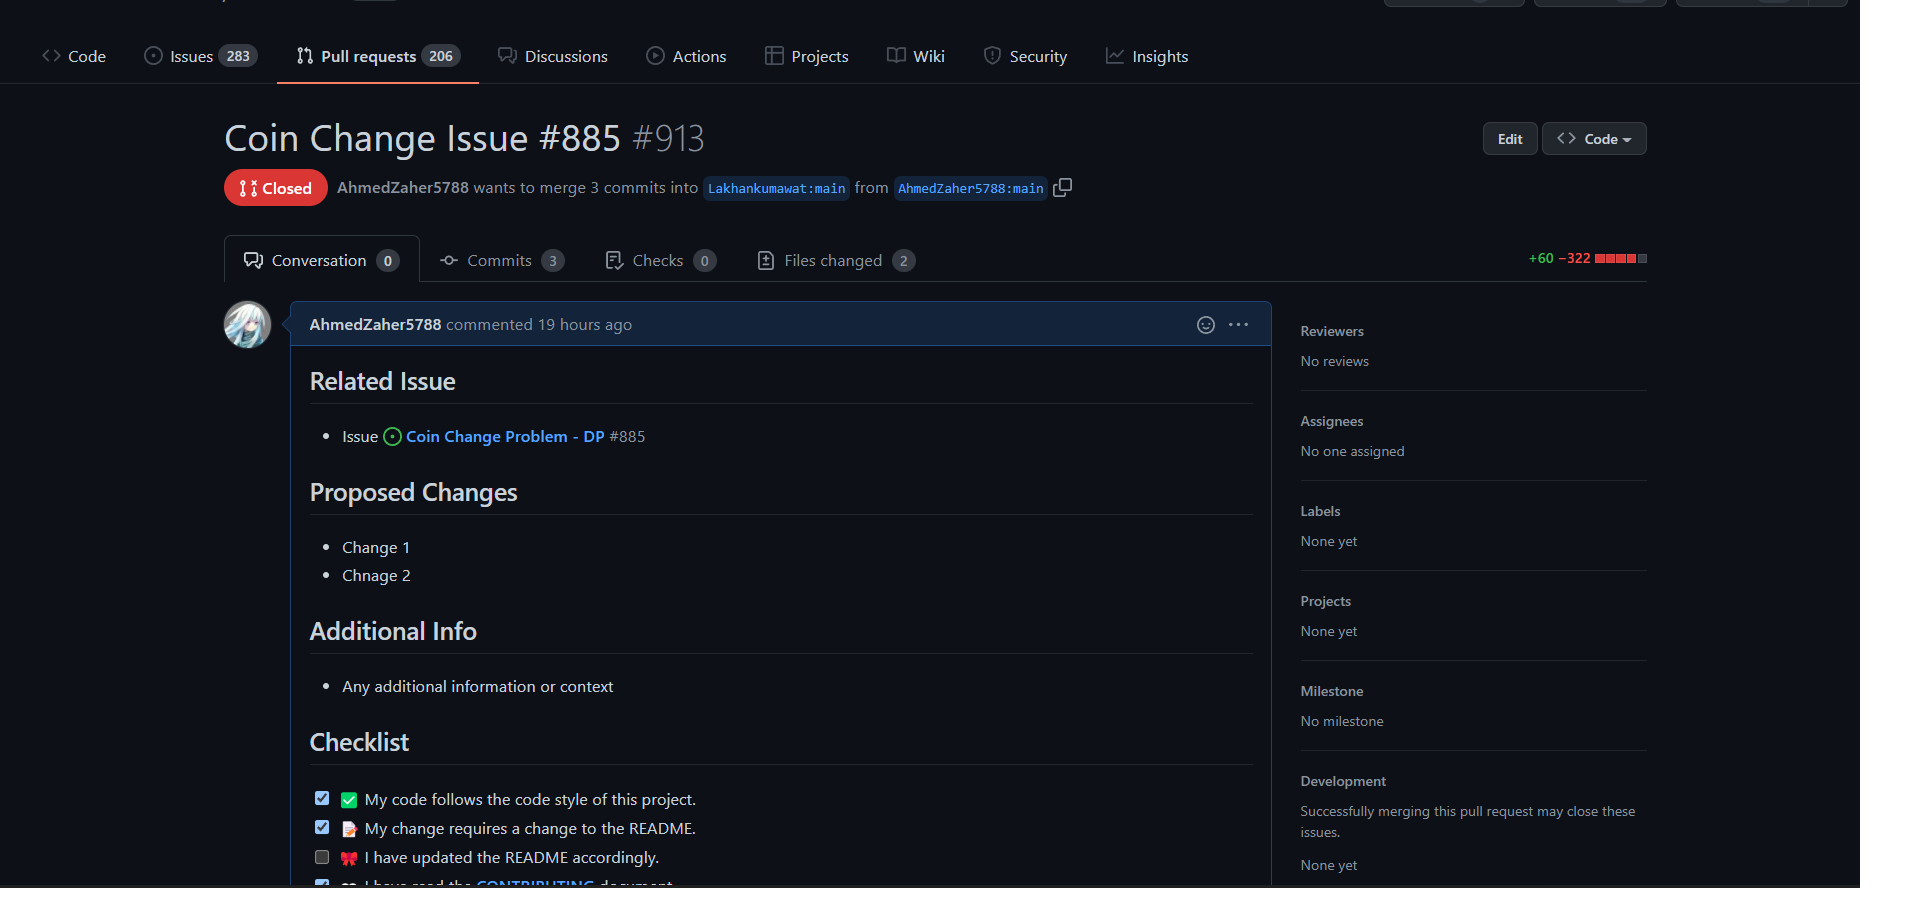 Code Issues 283 Pull requests 206 Discussions Actions Projects Wiki Security Insights
Coin Change Issue #885 #913
Edit Code
Closed AhmedZaher5788 wants to merge 3 commits into Lakhankumawat:main from AhmedZaher5788:main
Conversation 0 Commits 3 Checks 0 Files changed 2
+60 −322
AhmedZaher5788 commented 19 hours ago
Related Issue
Issue Coin Change Problem - DP #885
Proposed Changes
Change 1
Chnage 2
Additional Info
Any additional information or context
Checklist
My code follows the code style of this project.
My change requires a change to the README.
I have updated the README accordingly.
I have read the CONTRIBUTING document.
Reviewers
No reviews
Assignees
No one assigned
Labels
None yet
Projects
None yet
Milestone
No milestone
Development
Successfully merging this pull request may close these
issues.
None yet